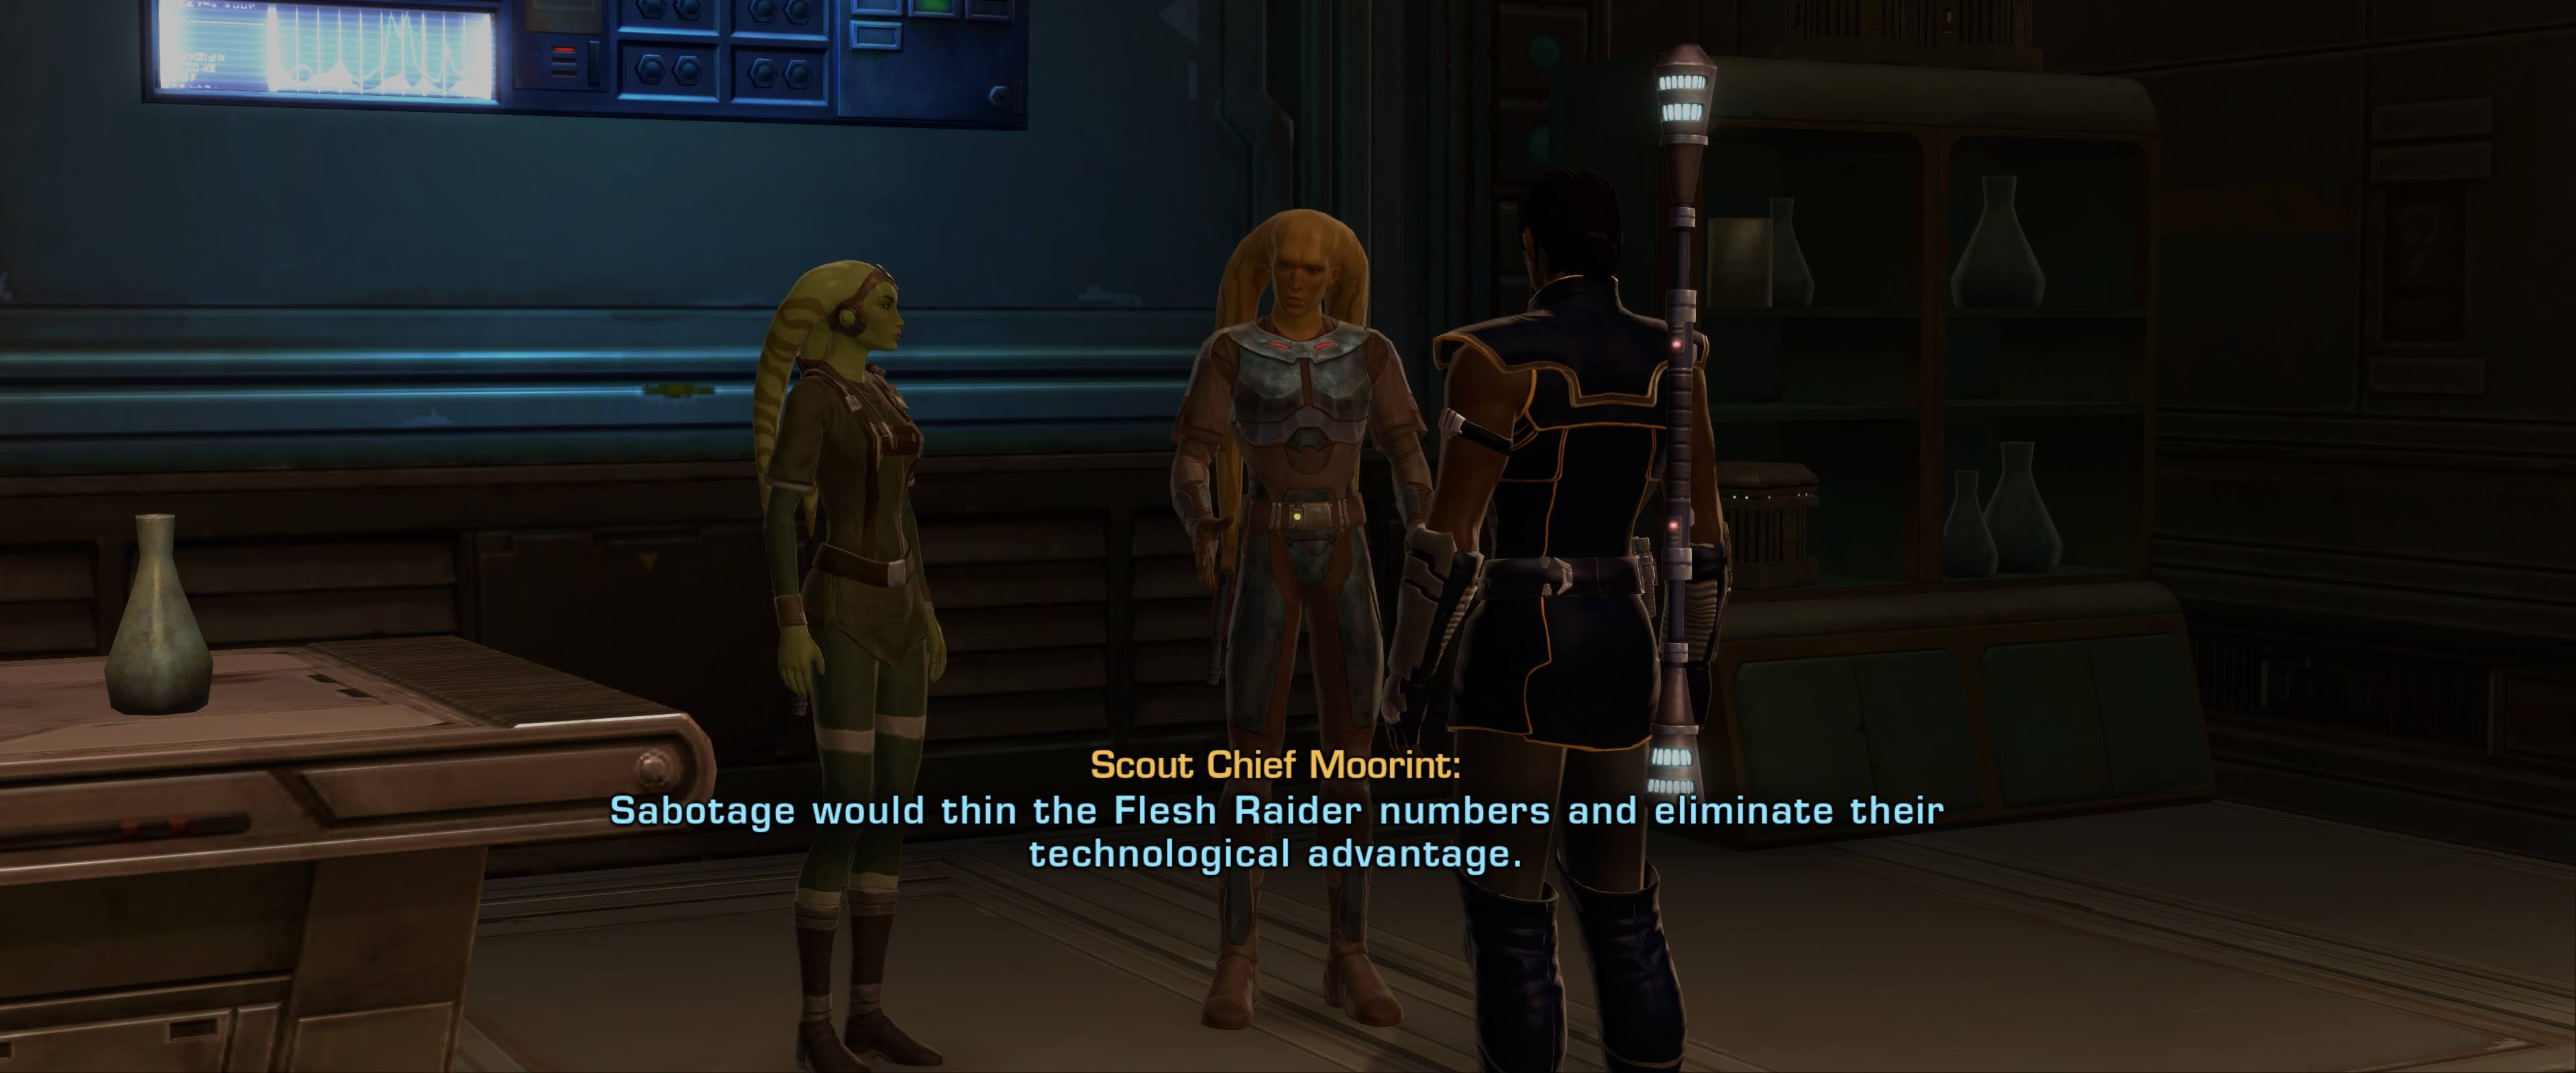 Scout Chief Moorint:
Sabotage would thin the Flesh Raider numbers and eliminate their
technological advantage.